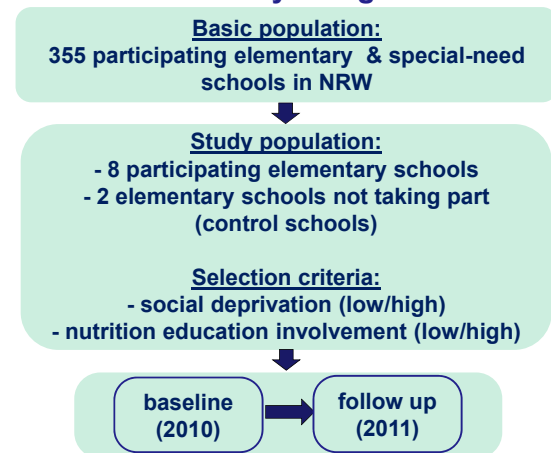 Basic population:
355 participating elementary & special-need
schools in NRW
Study population:
- 8 participating elementary schools
- 2 elementary schools not taking part
(control schools)
Selection criteria:
- social deprivation (low/high)
- nutrition education involvement (low/high)
baseline
(2010)
follow up
(2011)